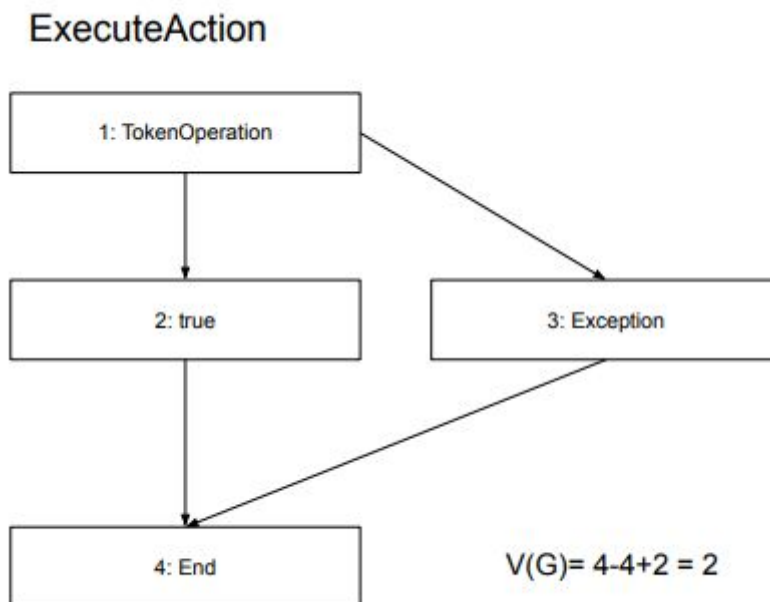 ExecuteAction
1: TokenOperation
2: true
3: Exception
4: End
V(G)= 4-4+2 = 2